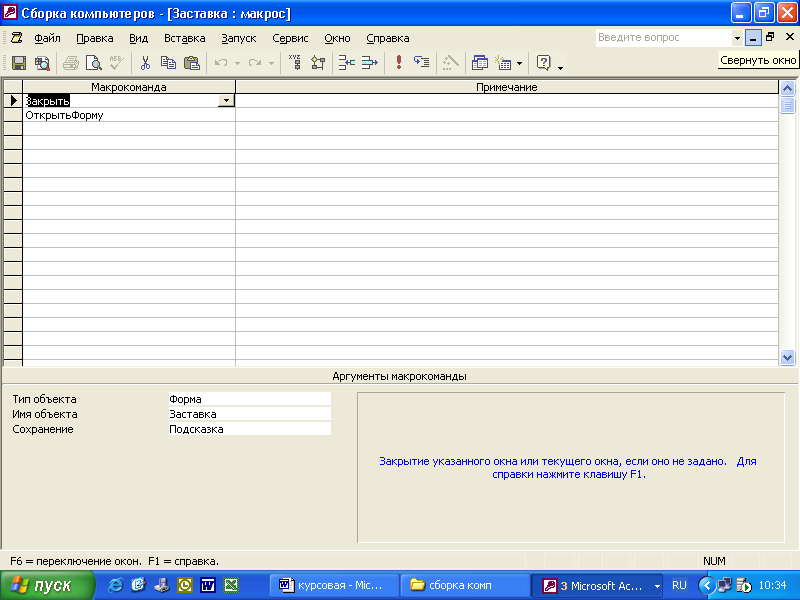 Сборка компьютеров - [Заставка : макрос]
Файл Правка Вид Вставка Запуск Сервис Окно Справка Введите вопрос
Свернуть окно
Макрокоманда Примечание
Закрыть
ОткрытьФорму
Аргументы макрокоманды
Тип объекта Форма
Имя объекта Заставка
Сохранение Подсказка
Закрытие указанного окна или текущего окна, если оно не задано. Для
справки нажмите клавишу F1.
F6 = переключение окон. F1 = справка. NUM
пуск курсовая - Mic... сборка комп 3 Microsoft Ac... RU 10:34